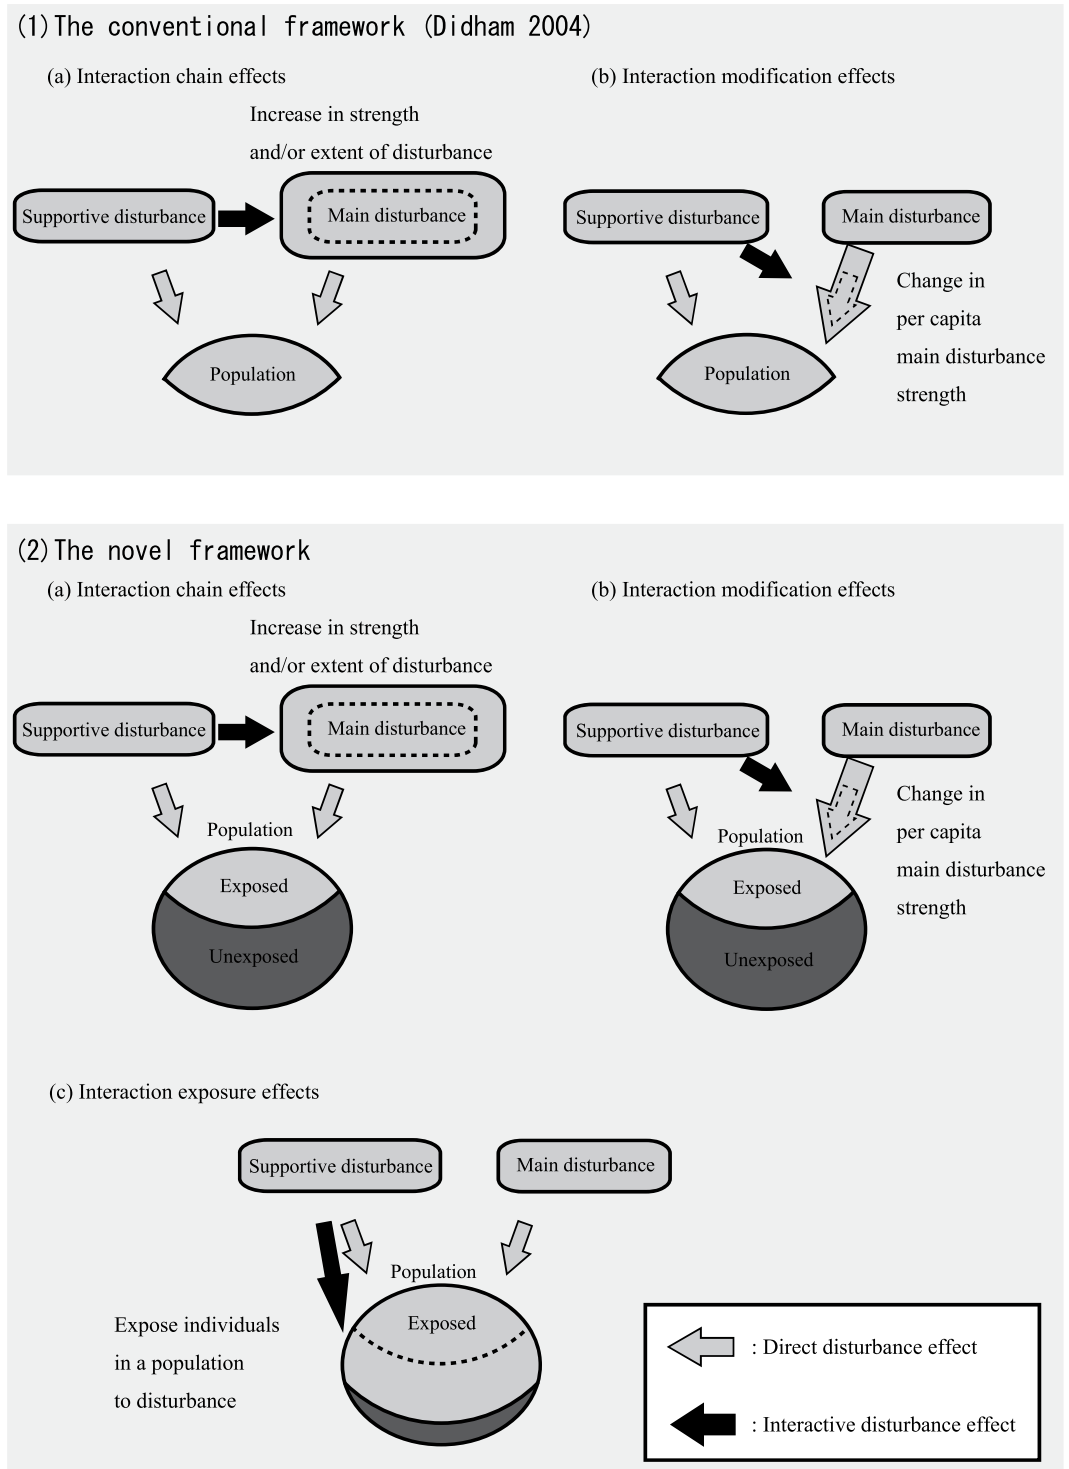 (1)The conventional framework (Didham 2004)
(a) Interaction chain effects
Increase in strength
and/or extent of disturbance
Supportive disturbance
Main disturbance
Population
(b) Interaction modification effects
Supportive disturbance
Main disturbance
Change in
per capita
main disturbance
strength
Population
(2)The novel framework
(a) Interaction chain effects
Increase in strength
and/or extent of disturbance
Supportive disturbance
Main disturbance
Population
Exposed
Unexposed
(b) Interaction modification effects
Supportive disturbance
Main disturbance
Change in
per capita
main disturbance
strength
Population
Exposed
Unexposed
(c) Interaction exposure effects
Supportive disturbance
Main disturbance
Population
Exposed
Expose individuals
in a population
to disturbance
: Direct disturbance effect
: Interactive disturbance effect